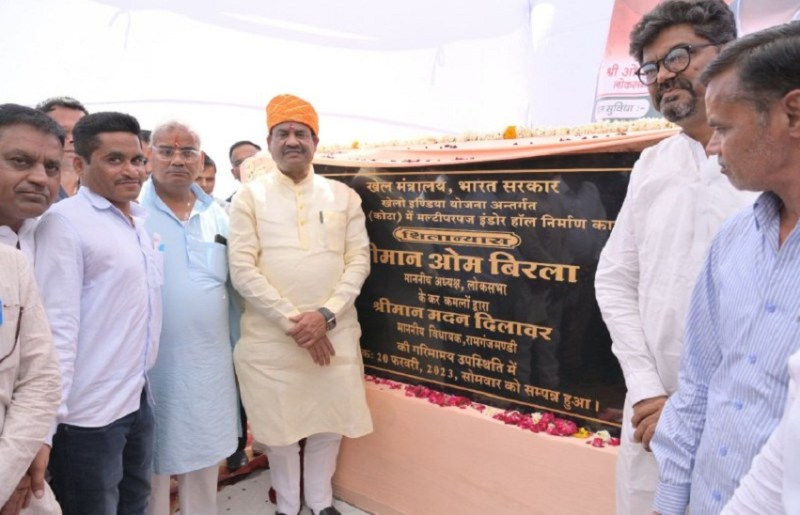 श्री ओ
लोकस
सुविधा :-
खेल मंत्रालय, भारत सरकार
खेलो इण्डिया योजना अन्तर्गत
(कोटा) में मल्टीपरपज इंडोर हॉल निर्माण का
शिलान्यास
ीमान ओम बिरला
माननीय अध्यक्ष, लोकसभा
के कर कमलों द्वारा
श्रीमान मदन दिलावर
माननीय विधायक, रामगंजमण्डी
की गरिमामय उपस्थिति में
क: 20 फरवरी, 2023, सोमवार को सम्पन्न हुआ।